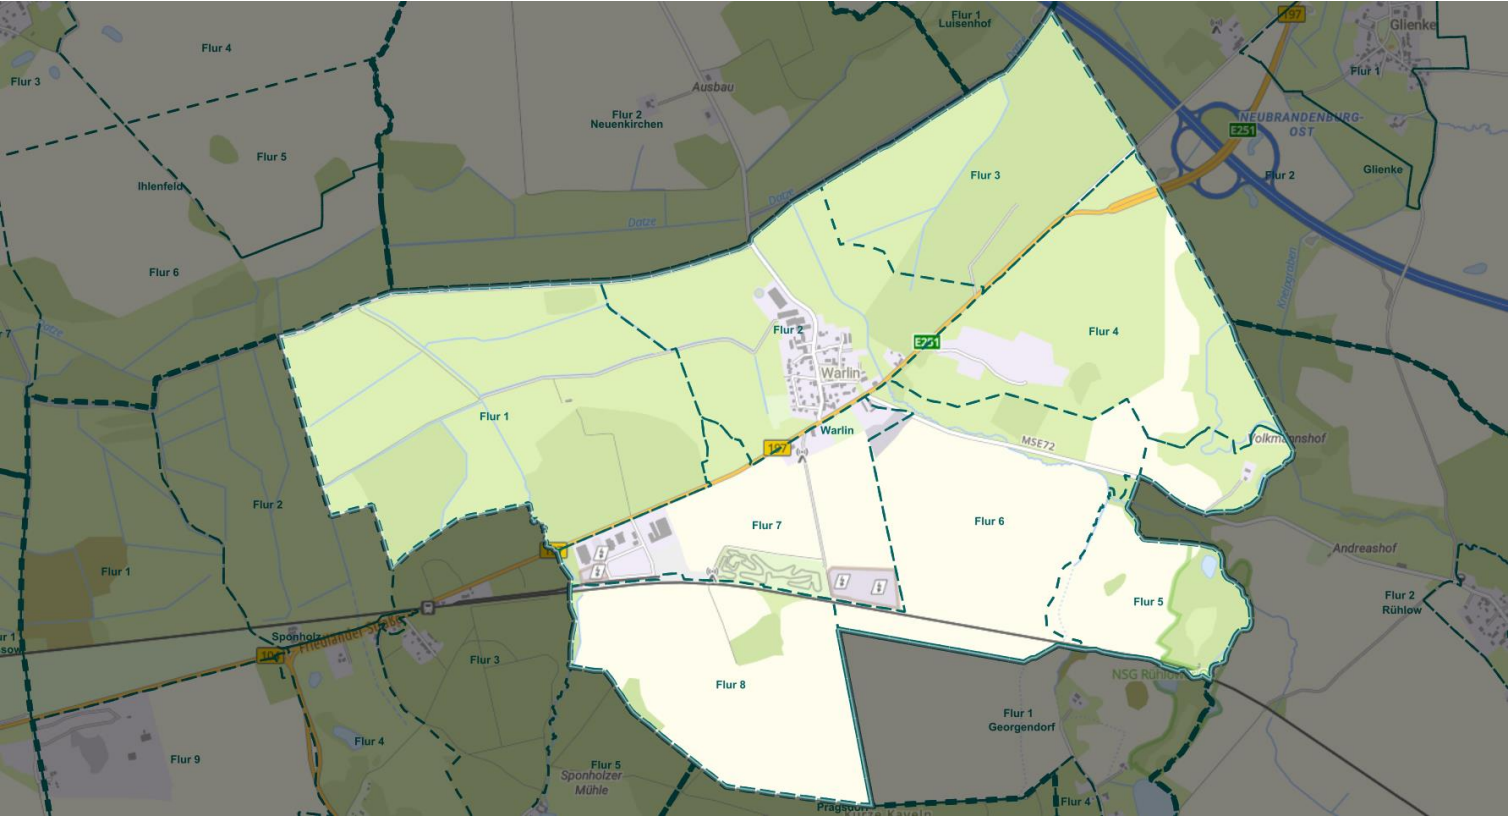 Flur 1
Luisenhof
197
Glienke
Flur 4
Flur 3
Flur 1
Ausbau
Flur 2
Neuenkirchen
NEUBRANDENBURG-
OST
E251
Flur 5
Ihlenfeld
Flur 3
Flur 2
Glienke
Datze
Datze
Flur 6
Flur 2
Flur 4
E251
Warlin
Flur 1
Warlin
197
MSE72
Volkmannshof
Flur 2
Flur 7
Flur 6
Andreashof
Flur 1
Flur 5
Flur 2
Rühlow
Sponholz
Friedländer Straße
104
Flur 3
Flur 8
NSG Rühlow
Flur 1
Georgendorf
Flur 4
Flur 9
Flur 5
Sponholzer
Mühle
Flur 4
Pragsdorf